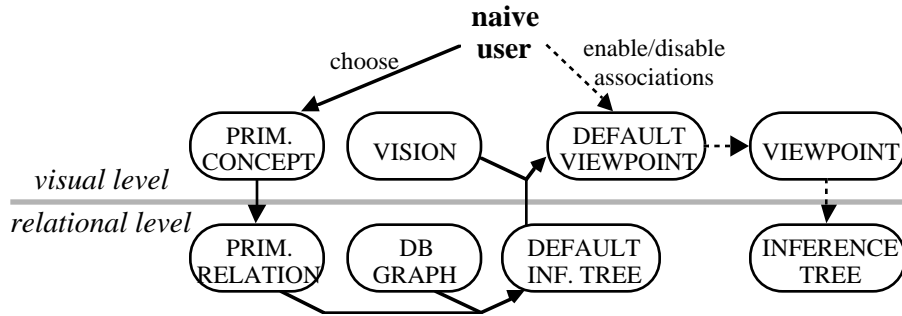 naive
user
choose
enable/disable
associations
PRIM.
CONCEPT
VISION
DEFAULT
VIEWPOINT
VIEWPOINT
visual level
relational level
PRIM.
RELATION
DB
GRAPH
DEFAULT
INF. TREE
INFERENCE
TREE